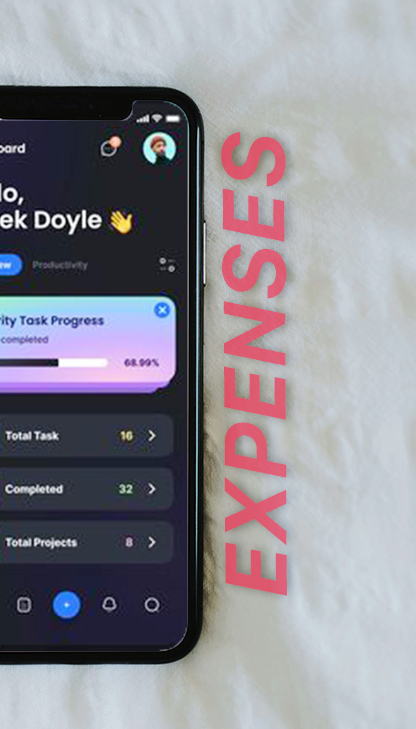 oard
lo,
ek Doyle 👋
ew Productivity
ity Task Progress
completed
68.99%
Total Task 16
Completed 32
Total Projects 8
EXPENSES